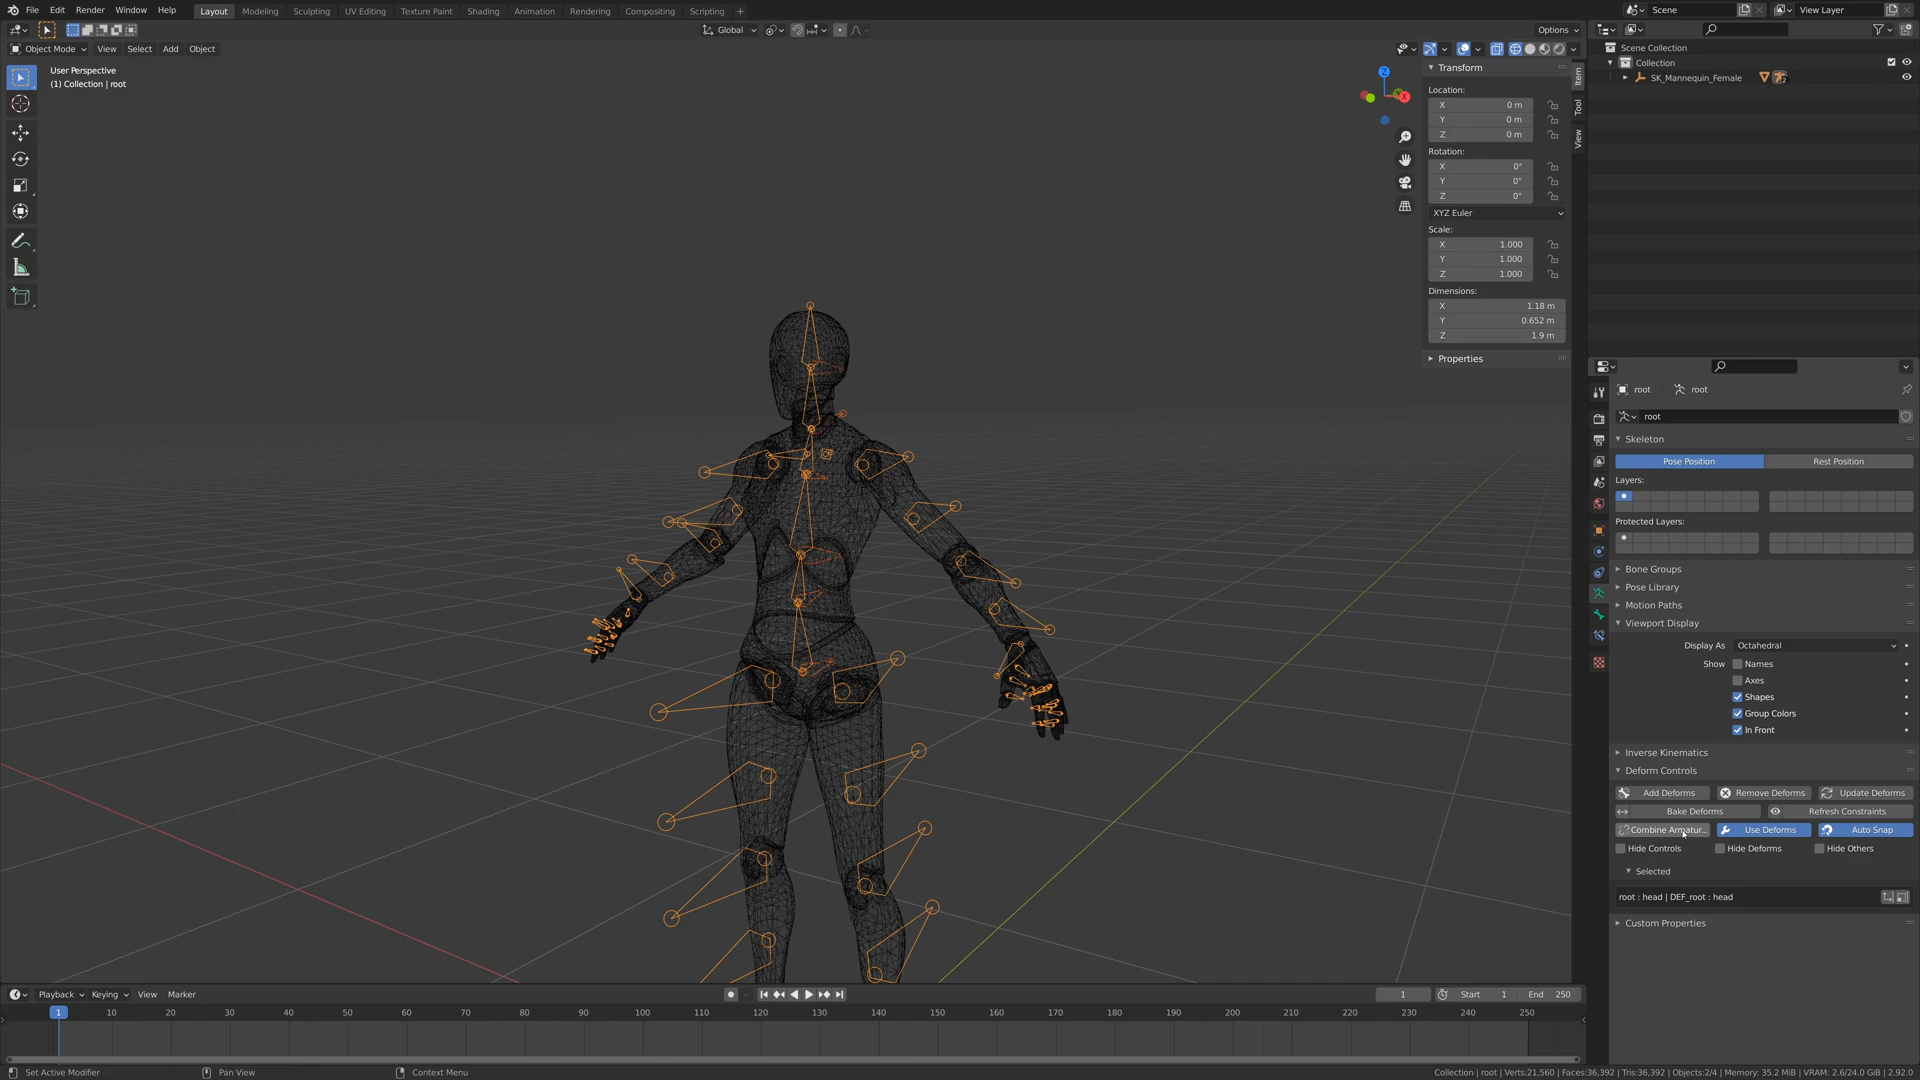 File Edit Render Window Help Layout Modeling Sculpting UV Editing Texture Paint Shading Animation Rendering Compositing Scripting + Scene View Layer
Global Options
Object Mode View Select Add Object
User Perspective
(1) Collection | root
Z
X
Transform
Location:
X 0 m
Y 0 m
Z 0 m
Rotation:
X 0°
Y 0°
Z 0°
XYZ Euler
Scale:
X 1.000
Y 1.000
Z 1.000
Dimensions:
X 1.18 m
Y 0.652 m
Z 1.9 m
Properties
Item
Tool
View
Scene Collection
Collection
SK_Mannequin_Female
root root
root
Skeleton
Pose Position Rest Position
Layers:
Protected Layers:
Bone Groups
Pose Library
Motion Paths
Viewport Display
Display As Octahedral
Show Names
Axes
Shapes
Group Colors
In Front
Inverse Kinematics
Deform Controls
Add Deforms Remove Deforms Update Deforms
Bake Deforms Refresh Constraints
Combine Armatur... Use Deforms Auto Snap
Hide Controls Hide Deforms Hide Others
Selected
root : head | DEF_root : head
Custom Properties
Playback Keying View Marker 1 Start 1 End 250
1 10 20 30 40 50 60 70 80 90 100 110 120 130 140 150 160 170 180 190 200 210 220 230 240 250
Set Active Modifier Pan View Context Menu Collection | root | Verts:21,560 | Faces:36,392 | Tris:36,392 | Objects:2/4 | Memory: 35.2 MiB | VRAM: 2.6/24.0 GiB | 2.92.0